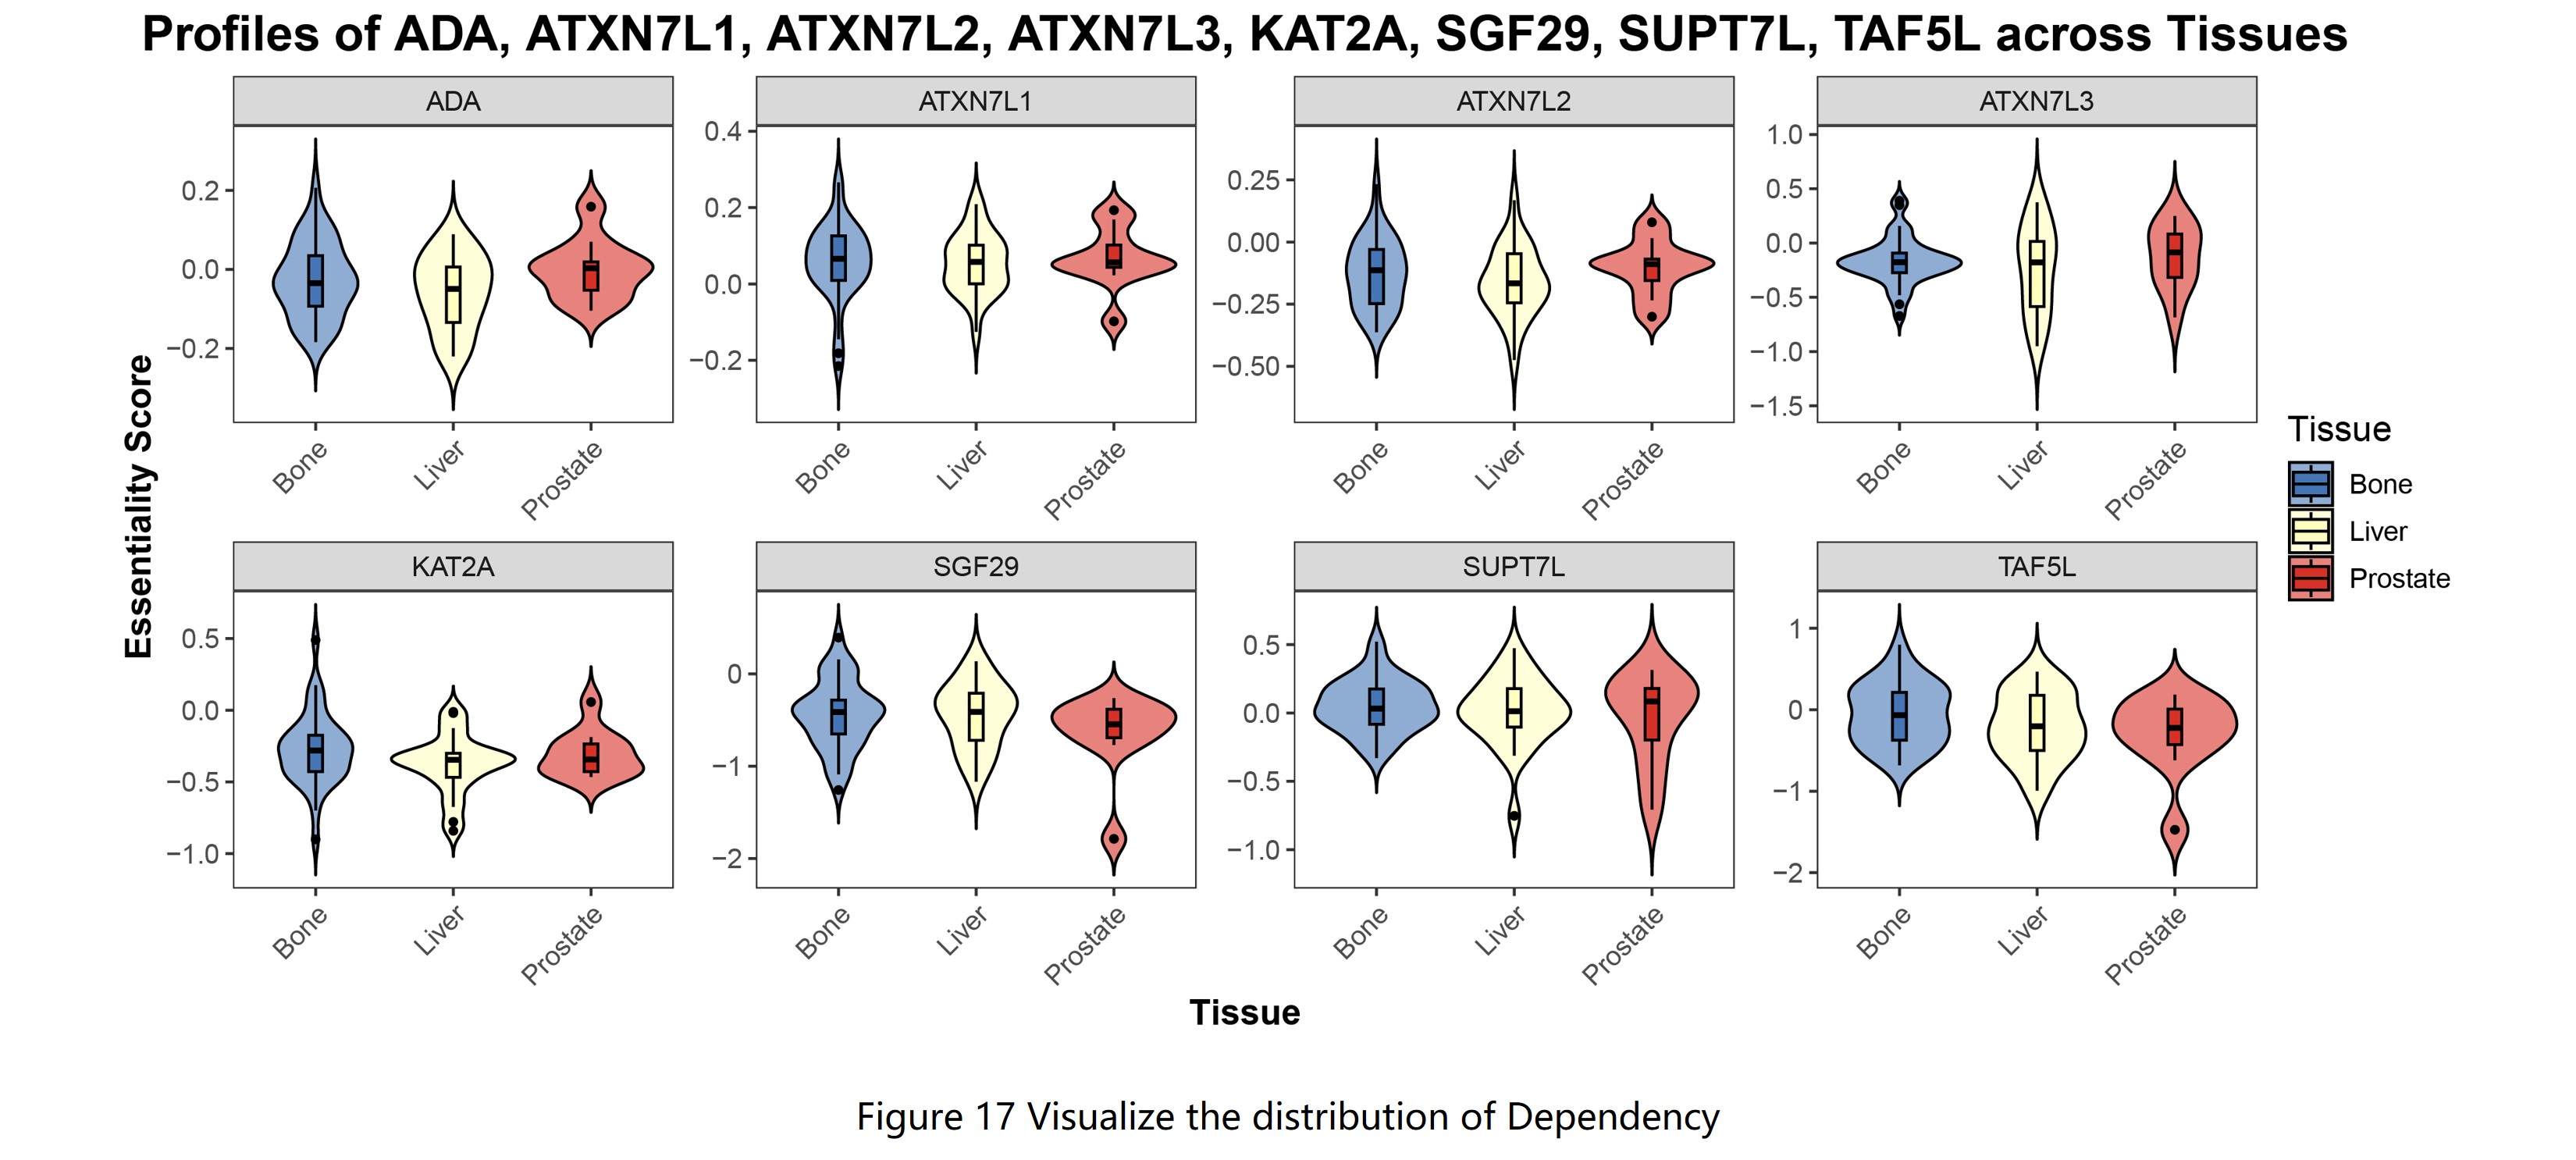 Profiles of ADA, ATXN7L1, ATXN7L2, ATXN7L3, KAT2A, SGF29, SUPT7L, TAF5L across Tissues
Essentiality Score
ADA
0.2
0.0
−0.2
Bone
Liver
Prostate
ATXN7L1
0.4
0.2
0.0
−0.2
Bone
Liver
Prostate
ATXN7L2
0.25
0.00
−0.25
−0.50
Bone
Liver
Prostate
ATXN7L3
1.0
0.5
0.0
−0.5
−1.0
−1.5
Bone
Liver
Prostate
KAT2A
0.5
0.0
−0.5
−1.0
Bone
Liver
Prostate
SGF29
0
−1
−2
Bone
Liver
Prostate
SUPT7L
0.5
0.0
−0.5
−1.0
Bone
Liver
Prostate
TAF5L
1
0
−1
−2
Bone
Liver
Prostate
Tissue
Tissue
Bone
Liver
Prostate
Figure 17 Visualize the distribution of Dependency